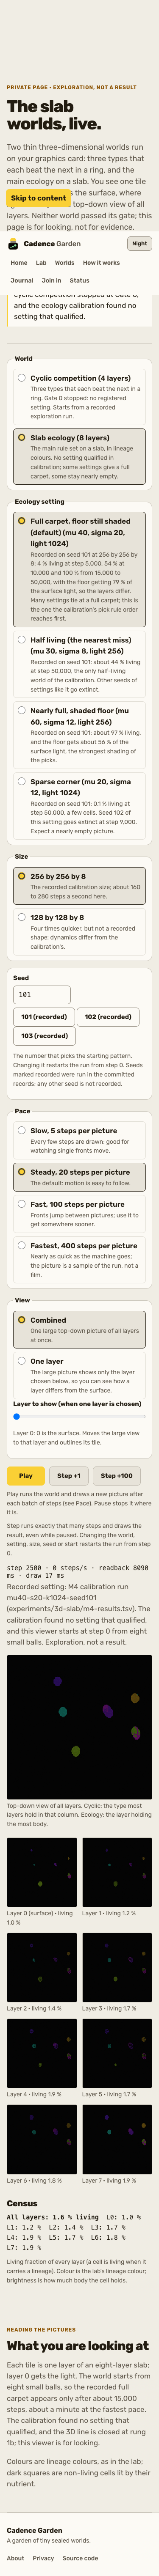 PRIVATE PAGE • EXPLORATION, NOT A RESULT
The slab
worlds, live.
Two thin three-dimensional worlds run
on your graphics card: three types that
each beat the next in a ring, and the
main ecology on a slab. You see one tile
the surface, where
Skip to content
top-down view of all
layers. Neither world passed its gate; this
page is for looking, not for evidence.
Cadence Garden
Night
Home Lab Worlds How it works
Journal Join in Status
and the ecology calibration found no
setting that qualified.
World
Cyclic competition (4 layers)
Three types that each beat the next in a
ring. Gate 0 stopped: no registered
setting. Starts from a recorded
exploration run.
Slab ecology (8 layers)
The main rule set on a slab, in lineage
colours. No setting qualified in
calibration; some settings give a full
carpet, some stay nearly empty.
Ecology setting
Full carpet, floor still shaded
(default) (mu 40, sigma 20,
light 1024)
Recorded on seed 101 at 256 by 256 by
8: 4 % living at step 5,000, 54 % at
10,000 and 100 % from 15,000 to
50,000, with the floor getting 79 % of
the surface light, so the layers differ.
Many settings tie at a full carpet; this is
the one the calibration's pick rule order
reaches first.
Half living (the nearest miss)
(mu 30, sigma 8, light 256)
Recorded on seed 101: about 44 % living
at step 50,000, the only half-living
world of the calibration. Other seeds of
this setting like it go extinct.
Nearly full, shaded floor (mu
60, sigma 12, light 256)
Recorded on seed 101: about 97 % living,
and the floor gets about 56 % of the
surface light, the strongest shading of
the picks.
Sparse corner (mu 20, sigma
12, light 1024)
Recorded on seed 101: 0.1 % living at
step 50,000, a few cells. Seed 102 of
this setting goes extinct at step 9,000.
Expect a nearly empty picture.
Size
256 by 256 by 8
The recorded calibration size; about 160
to 280 steps a second here.
128 by 128 by 8
Four times quicker, but not a recorded
shape: dynamics differ from the
calibration's.
Seed
101
101 (recorded)
102 (recorded)
103 (recorded)
The number that picks the starting pattern.
Changing it restarts the run from step 0. Seeds
marked recorded were run in the committed
measurements; any other is not recorded.
Pace
Slow, 5 steps per picture
Every few steps are drawn; good for
watching single fronts move.
Steady, 20 steps per picture
The default; motion is easy to follow.
Fast, 100 steps per picture
Fronts jump between pictures; use it to
get somewhere sooner.
Fastest, 400 steps per picture
Nearly as quick as the machine goes;
the picture is a sample of the run, not a
film.
View
Combined
One large top-down picture of all layers
at once.
One layer
The large picture shows only the layer
chosen below, so you can see how a
layer differs from the surface.
Layer to show (when one layer is chosen)
Layer 0: 0 is the surface. Moves the large view
to that layer and outlines its tile.
Play
Step +1
Step +100
Play runs the world and draws a new picture after
each batch of steps (see Pace). Pause stops it where
it is.
Step runs exactly that many steps and draws the
result, even while paused. Changing the world,
setting, size, seed or start restarts the run from step
0.
step 2500 · 0 steps/s · readback 8090
ms · draw 17 ms
Recorded setting: M4 calibration run
mu40-s20-k1024-seed101
(experiments/3d-slab/m4-results.tsv). The
calibration found no setting that qualified,
and this viewer starts at step 0 from eight
small balls. Exploration, not a result.
Top-down view of all layers. Cyclic: the type most
layers hold in that column. Ecology: the layer holding
the most body.
Layer 0 (surface) • living
1.0 %
Layer 1 • living 1.2 %
Layer 2 • living 1.4 %
Layer 3 • living 1.7 %
Layer 4 • living 1.9 %
Layer 5 • living 1.7 %
Layer 6 • living 1.8 %
Layer 7 • living 1.9 %
Census
All layers: 1.6 % living L0: 1.0 %
L1: 1.2 % L2: 1.4 % L3: 1.7 %
L4: 1.9 % L5: 1.7 % L6: 1.8 %
L7: 1.9 %
Living fraction of every layer (a cell is living when it
carries a lineage). Colour is the lab's lineage colour;
brightness is how much body the cell holds.
READING THE PICTURES
What you are looking at
Each tile is one layer of an eight-layer slab;
layer 0 gets the light. The world starts from
eight small balls, so the recorded full
carpet appears only after about 15,000
steps, about a minute at the fastest pace.
The calibration found no setting that
qualified, and the 3D line is closed at rung
1b; this viewer is for looking.
Colours are lineage colours, as in the lab;
dark squares are non-living cells lit by their
nutrient.
Cadence Garden
A garden of tiny sealed worlds.
About Privacy Source code